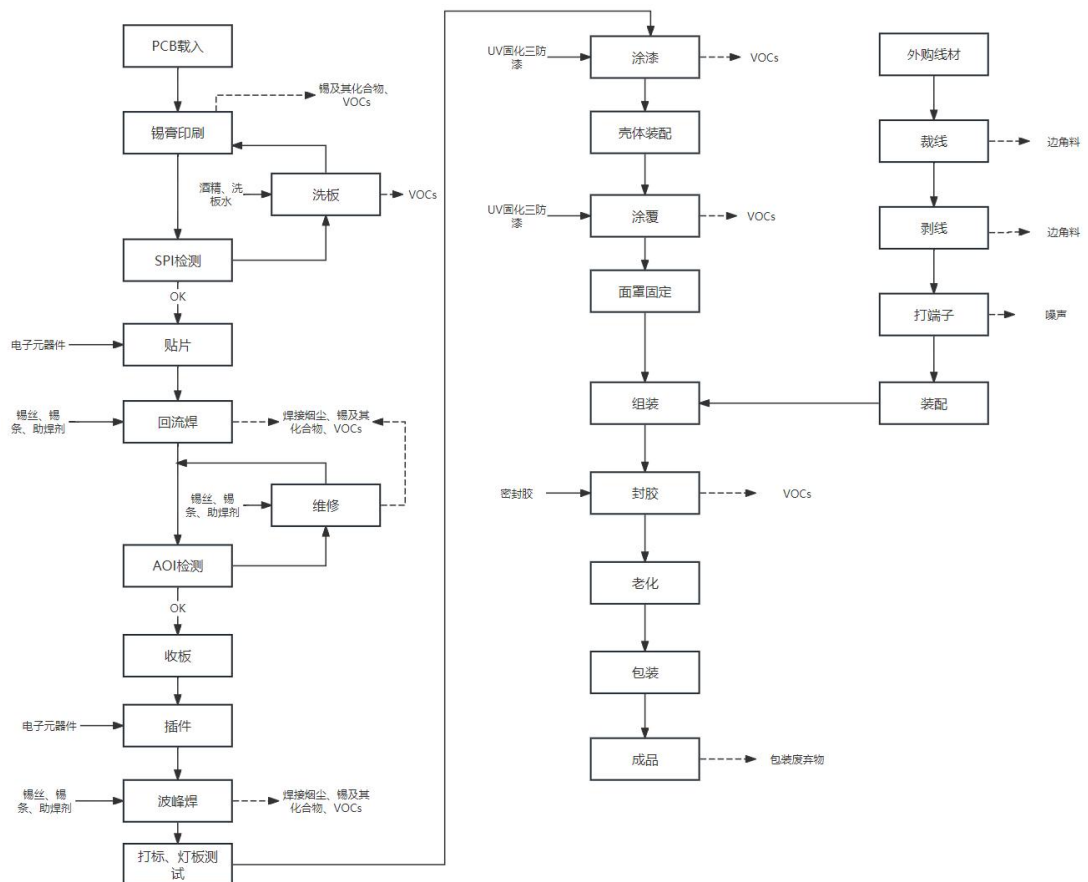 PCB载入
锡及其化合物、
VOCs
锡膏印刷
酒精、洗
板水
洗板
VOCs
SPI检测
OK
电子元器件
贴片
锡丝、锡
条、助焊剂
回流焊
焊接烟尘、锡及其
化合物、VOCs
锡丝、锡
条、助焊剂
维修
AOI检测
OK
收板
电子元器件
插件
锡丝、锡
条、助焊剂
波峰焊
焊接烟尘、锡及其
化合物、VOCs
打标、灯板测
试
UV固化三防
漆
涂漆
VOCs
壳体装配
UV固化三防
漆
涂覆
VOCs
面罩固定
组装
密封胶
封胶
VOCs
老化
包装
成品
包装废弃物
外购线材
裁线
边角料
剥线
边角料
打端子
噪声
装配